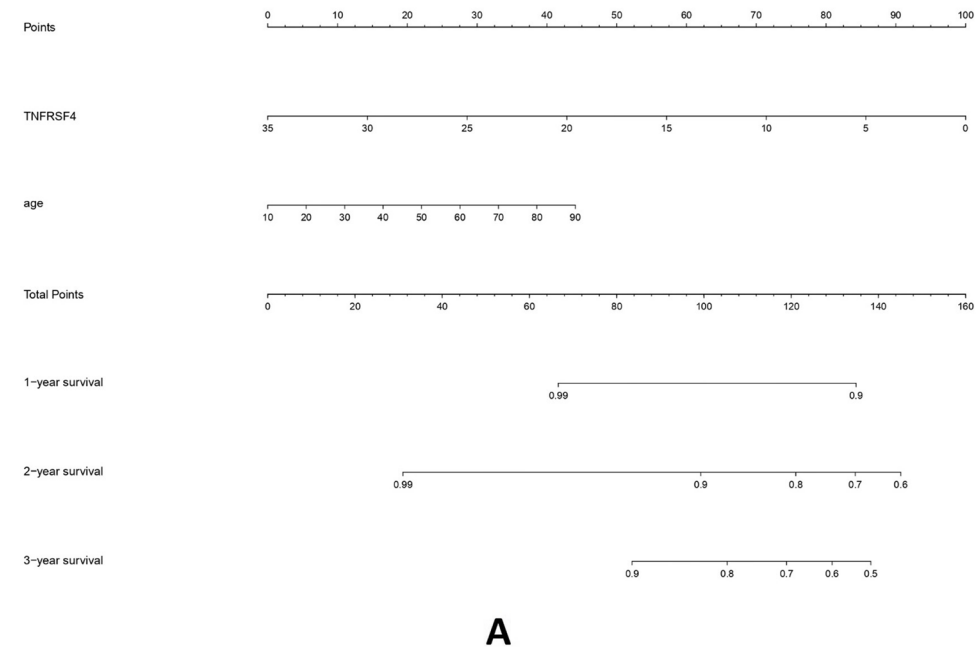 0 10 20 30 40 50 60 70 80 90 100
Points
TNFRSF4
35 30 25 20 15 10 5 0
age
10 20 30 40 50 60 70 80 90
Total Points
0 20 40 60 80 100 120 140 160
1−year survival
0.99 0.9
2−year survival
0.99 0.9 0.8 0.7 0.6
3−year survival
0.9 0.8 0.7 0.6 0.5
A